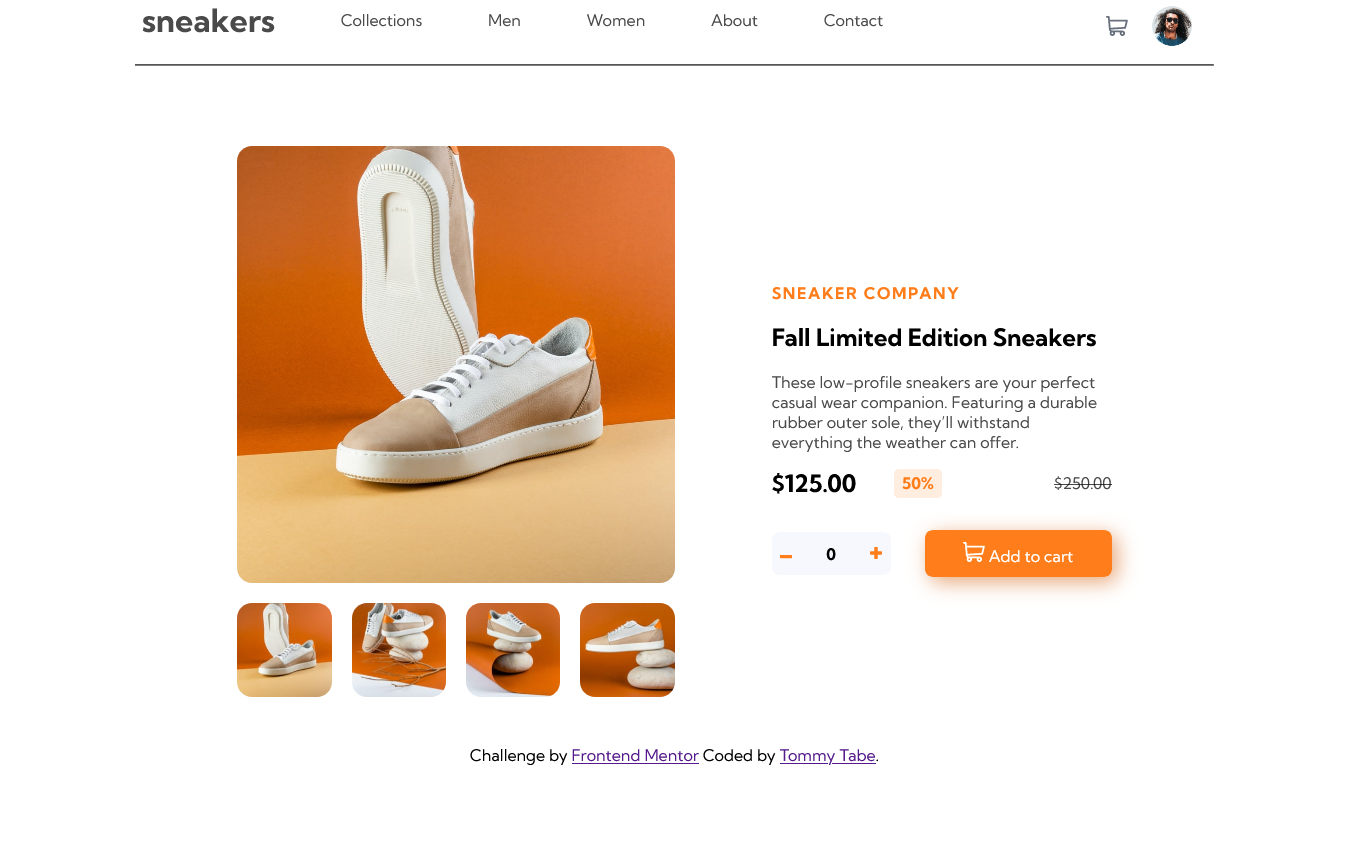 sneakers Collections Men Women About Contact
SNEAKER COMPANY
Fall Limited Edition Sneakers
These low-profile sneakers are your perfect
casual wear companion. Featuring a durable
rubber outer sole, they’ll withstand
everything the weather can offer.
$125.00 50% $250.00
– 0 + Add to cart
Challenge by Frontend Mentor Coded by Tommy Tabe.